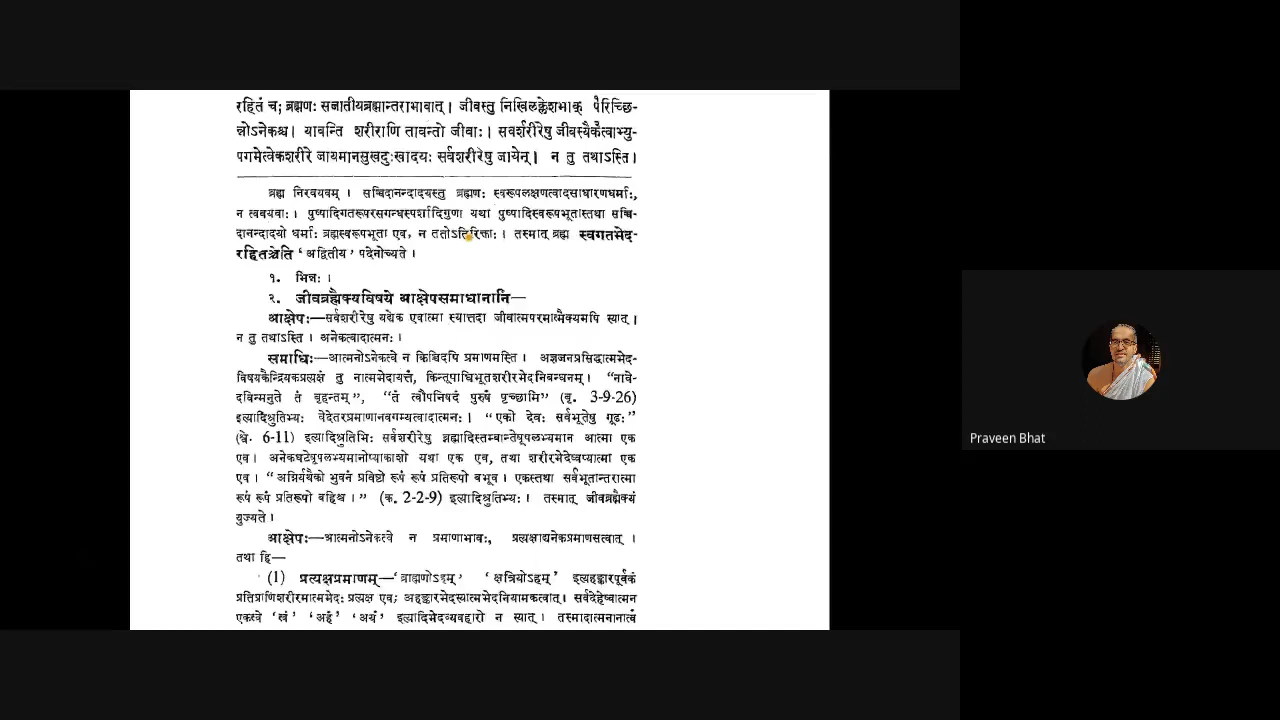 रहितं च; ब्रह्मणः सजातीयब्रह्मान्तराभावात् । जीवस्तु निखिलक्लेशभाक् परिच्छि-
न्नोऽनेकश्च। यावन्ति शरीराणि तावन्तो जीवाः । सवर्शरीरेषु जीवस्यैकत्वाभ्यु-
पगमेत्वेकशरीरे जायमानसुखदुःखादयः सर्वशरीरेषु जायेन् । न तु तथाऽस्ति।
ब्रह्म निरवयवम् । सच्चिदानन्दादयस्तु ब्रह्मणः स्वरूपलक्षणत्वादसाधारणधर्माः,
न त्ववयवाः । पुष्पादिगतरूपरसगन्धस्पर्शादिगुणा यथा पुष्पादिस्वरूपभूतास्तथा सच्चि-
दानन्दादयो धर्माः ब्रह्मस्वरूपभूता एव, न ततोऽतिरिक्ताः । तस्मात् ब्रह्म स्वगतभेद-
रहितञ्चेति ‘ अद्वितीय ’ पदेनोच्यते ।
१. भिन्नः ।
२. जीवब्रह्मैक्यविषये आक्षेपसमाधानानि—
आक्षेपः—सर्वशरीरेषु यद्येक एवात्मा स्यात्तदा जीवात्मपरमात्मैक्यमपि स्यात् ।
न तु तथाऽस्ति । अनेकत्वादात्मनः ।
समाधिः—आत्मनोऽनेकत्वे न किञ्चिदपि प्रमाणमस्ति । अज्ञजनप्रसिद्धात्मभेद-
विषयकैन्द्रियकप्रत्यक्षं तु नात्मभेदायत्तं, किन्तूपाधिभूतशरीरभेदनिबन्धनम् । “नावे-
दविन्मनुते तं बृहन्तम्”, “तं त्वौपनिषदं पुरुषं पृच्छामि” (बृ. 3-9-26)
इत्यादिश्रुतिभ्यः वेदेतरप्रमाणानवगम्यत्वादात्मनः । “एको देवः सर्वभूतेषु गूढः”
(श्वे. 6-11) इत्यादिश्रुतिभिः सर्वशरीरेषु ब्रह्मादिस्तम्बान्तेषूपलभ्यमान आत्मा एक
एव। अनेकघटेषूपलभ्यमानोप्याकाशो यथा एक एव, तथा शरीरभेदेष्वप्यात्मा एक
एव । “ अग्निर्यथैको भुवनं प्रविष्टो रूपं रूपं प्रतिरूपो बभूव । एकस्तथा सर्वभूतान्तरात्मा
रूपं रूपं प्रतिरूपो बहिश्च ।” (क. 2-2-9) इत्यादिश्रुतिभ्यः । तस्मात् जीवब्रह्मैक्यं
युज्यते ।
आक्षेपः—आत्मनोऽनेकत्वे न प्रमाणाभावः, प्रत्यक्षाद्यनेकप्रमाणसत्वात् ।
तथा हि—
(1) प्रत्यक्षप्रमाणम्—‘ब्राह्मणोऽहम्’ ‘क्षत्रियोऽहम्’ इत्यहङ्कारपूर्वकं
प्रतिप्राणिशरीरमात्मभेदः प्रत्यक्ष एव; अहङ्कारभेदस्यात्मभेदनियामकत्वात् । सर्वदेहेष्वात्मन
एकत्वे ‘त्वं’ ‘अहं’ ‘अयं’ इत्यादिभेदव्यवहारो न स्यात् । तस्मादात्मनानात्वं
Praveen Bhat